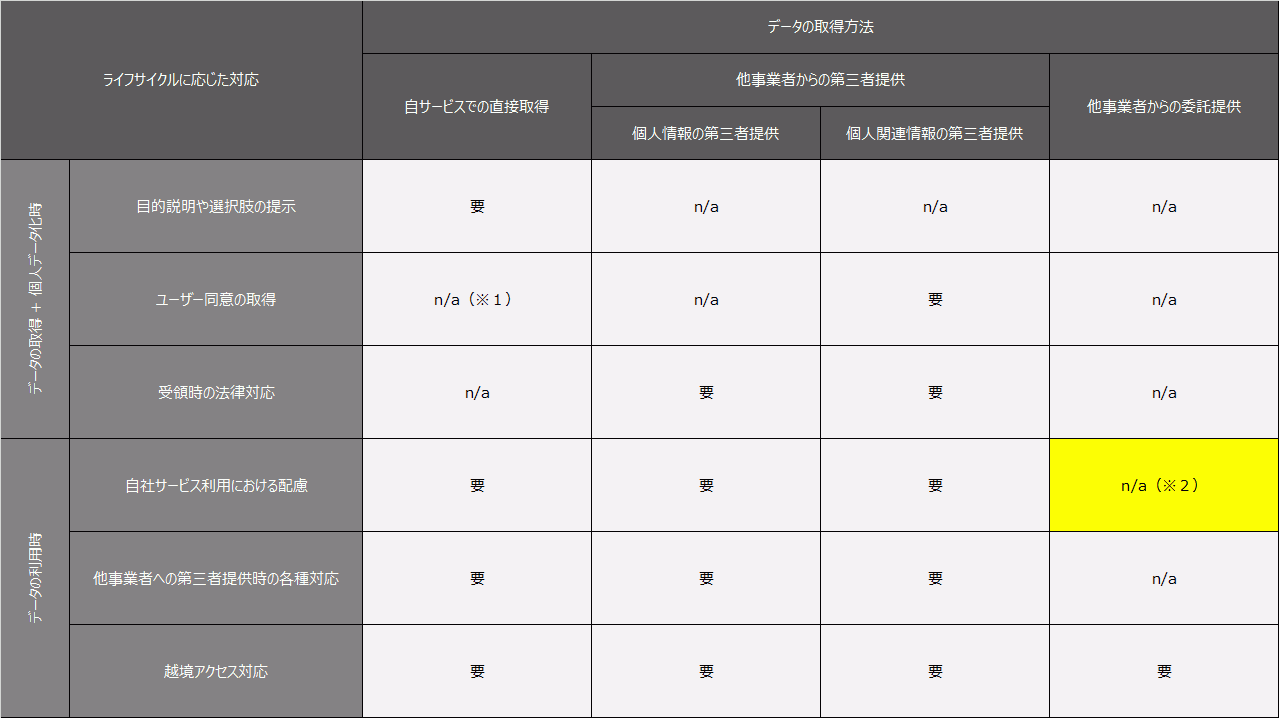 データの取得方法
ライフサイクルに応じた対応
自サービスでの直接取得
他事業者からの第三者提供
他事業者からの委託提供
個人情報の第三者提供
個人関連情報の第三者提供
データの取得 + 個人データ化時
目的説明や選択肢の提示
要
n/a
n/a
n/a
ユーザー同意の取得
n/a（※１）
n/a
要
n/a
受領時の法律対応
n/a
要
要
n/a
データの利用時
自社サービス利用における配慮
要
要
要
n/a（※２）
他事業者への第三者提供時の各種対応
要
要
要
n/a
越境アクセス対応
要
要
要
要